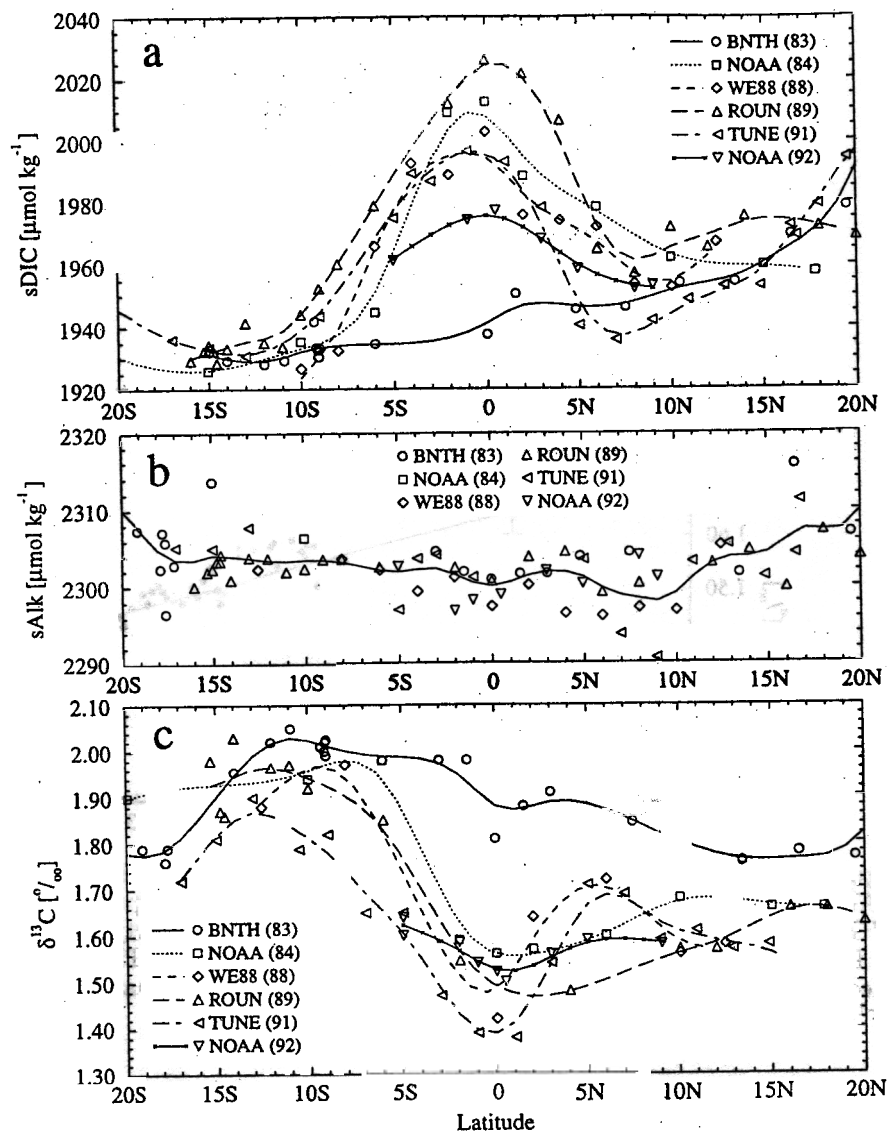 a
2040
2020
2000
1980
1960
1940
1920
sDIC [µmol kg⁻¹]
BNTH (83)
NOAA (84)
WE88 (88)
ROUN (89)
TUNE (91)
NOAA (92)
20S 15S 10S 5S 0 5N 10N 15N 20N
b
2320
2310
2300
2290
sAlk [µmol kg⁻¹]
BNTH (83) ROUN (89)
NOAA (84) TUNE (91)
WE88 (88) NOAA (92)
20S 15S 10S 5S 0 5N 10N 15N 20N
c
2.10
2.00
1.90
1.80
1.70
1.60
1.50
1.40
1.30
δ¹³C [‰]
BNTH (83)
NOAA (84)
WE88 (88)
ROUN (89)
TUNE (91)
NOAA (92)
20S 15S 10S 5S 0 5N 10N 15N 20N
Latitude